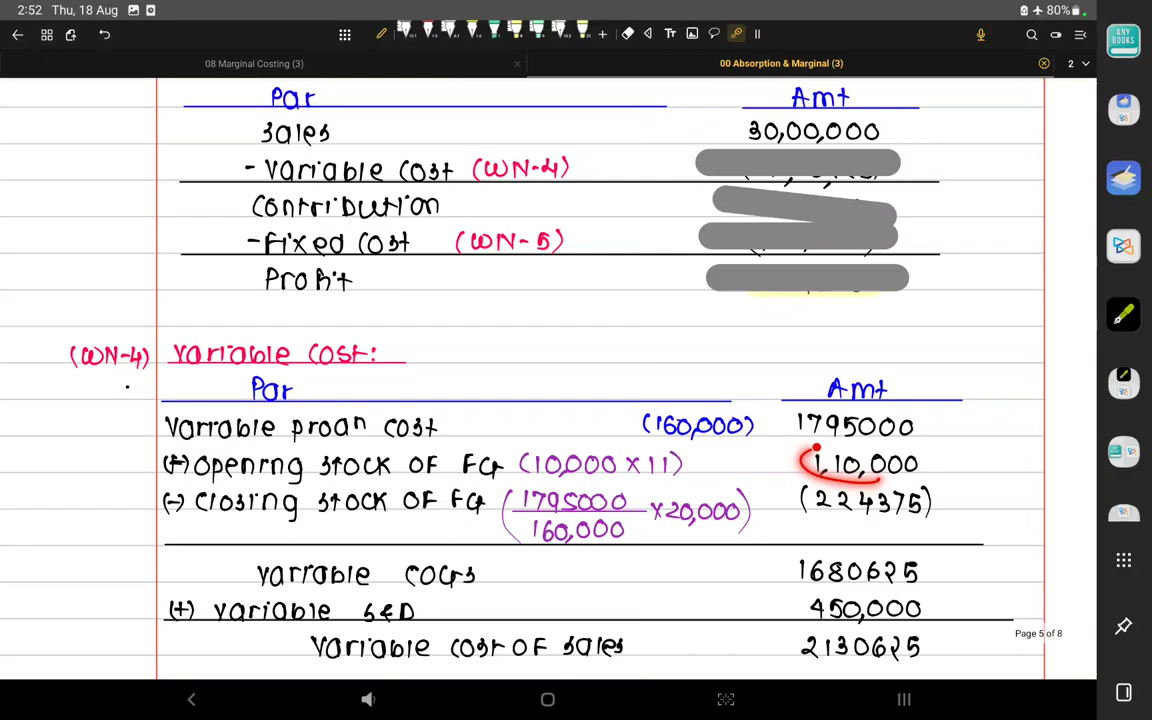 2:52 Thu, 18 Aug
80%
08 Marginal Costing (3)
00 Absorption & Marginal (3)
2
ANY BOOKS
Par Amt
Sales 30,00,000
- Variable Cost (WN-4)
Contribution
- Fixed Cost (WN-5)
Profit
(WN-4) Variable Cost:
Par Amt
Variable prodn cost (160,000) 1795000
(+) Opening stock OF FG (10,000 x 11) 1,10,000
(-) Closing stock OF FG (1795000/160,000 x 20,000) (224375)
Variable COGS 1680625
(+) Variable S&D 450,000
Variable Cost OF Sales 2130625
Page 5 of 8